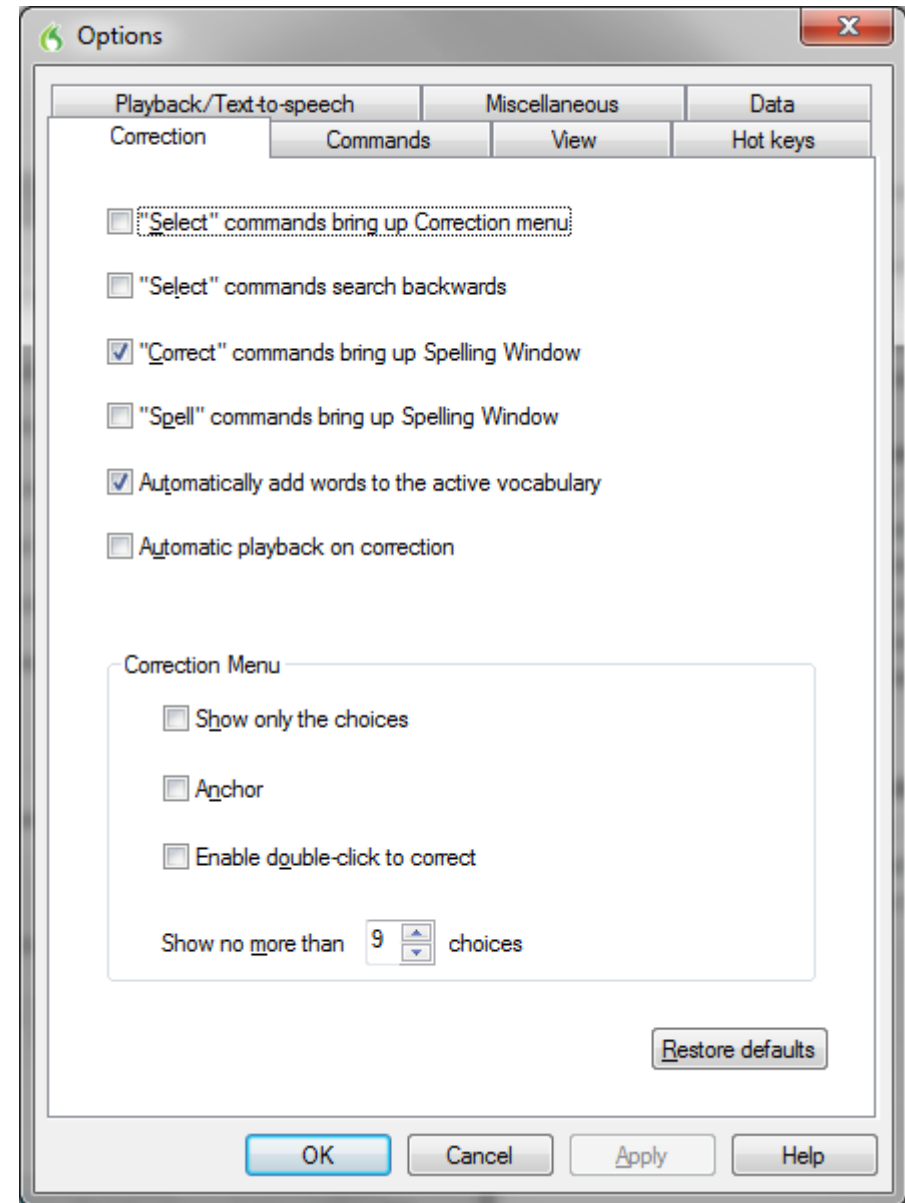 Options
Playback/Text-to-speech Miscellaneous Data
Correction Commands View Hot keys
"Select" commands bring up Correction menu
"Select" commands search backwards
"Correct" commands bring up Spelling Window
"Spell" commands bring up Spelling Window
Automatically add words to the active vocabulary
Automatic playback on correction
Correction Menu
Show only the choices
Anchor
Enable double-click to correct
Show no more than 9 choices
Restore defaults
OK Cancel Apply Help